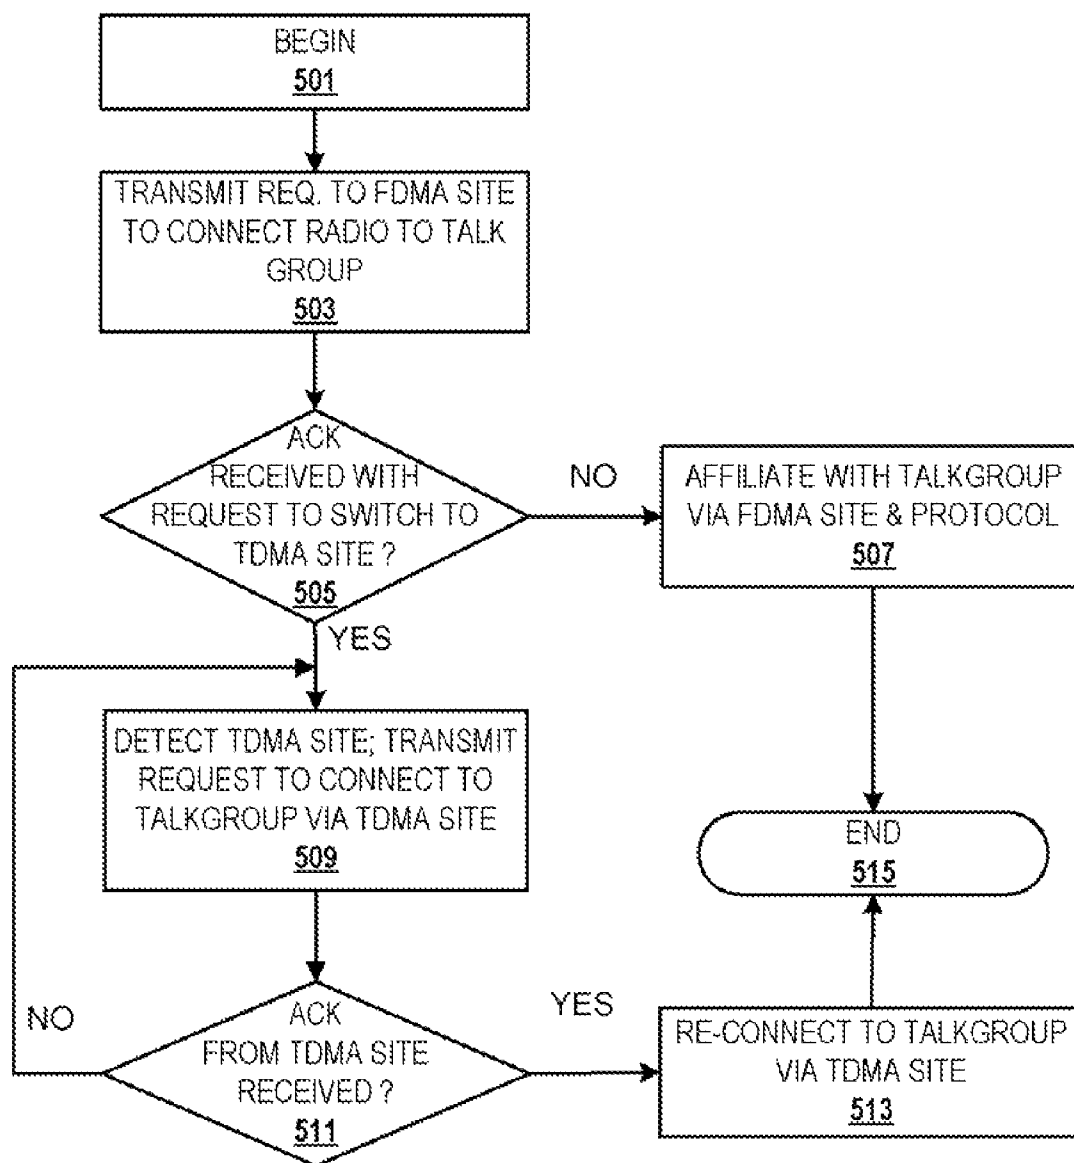 BEGIN
501
TRANSMIT REQ. TO FDMA SITE
TO CONNECT RADIO TO TALK
GROUP
503
ACK
RECEIVED WITH
REQUEST TO SWITCH TO
TDMA SITE ?
505
NO
AFFILIATE WITH TALKGROUP
VIA FDMA SITE & PROTOCOL
507
YES
DETECT TDMA SITE; TRANSMIT
REQUEST TO CONNECT TO
TALKGROUP VIA TDMA SITE
509
END
515
NO
ACK
FROM TDMA SITE
RECEIVED ?
511
YES
RE-CONNECT TO TALKGROUP
VIA TDMA SITE
513